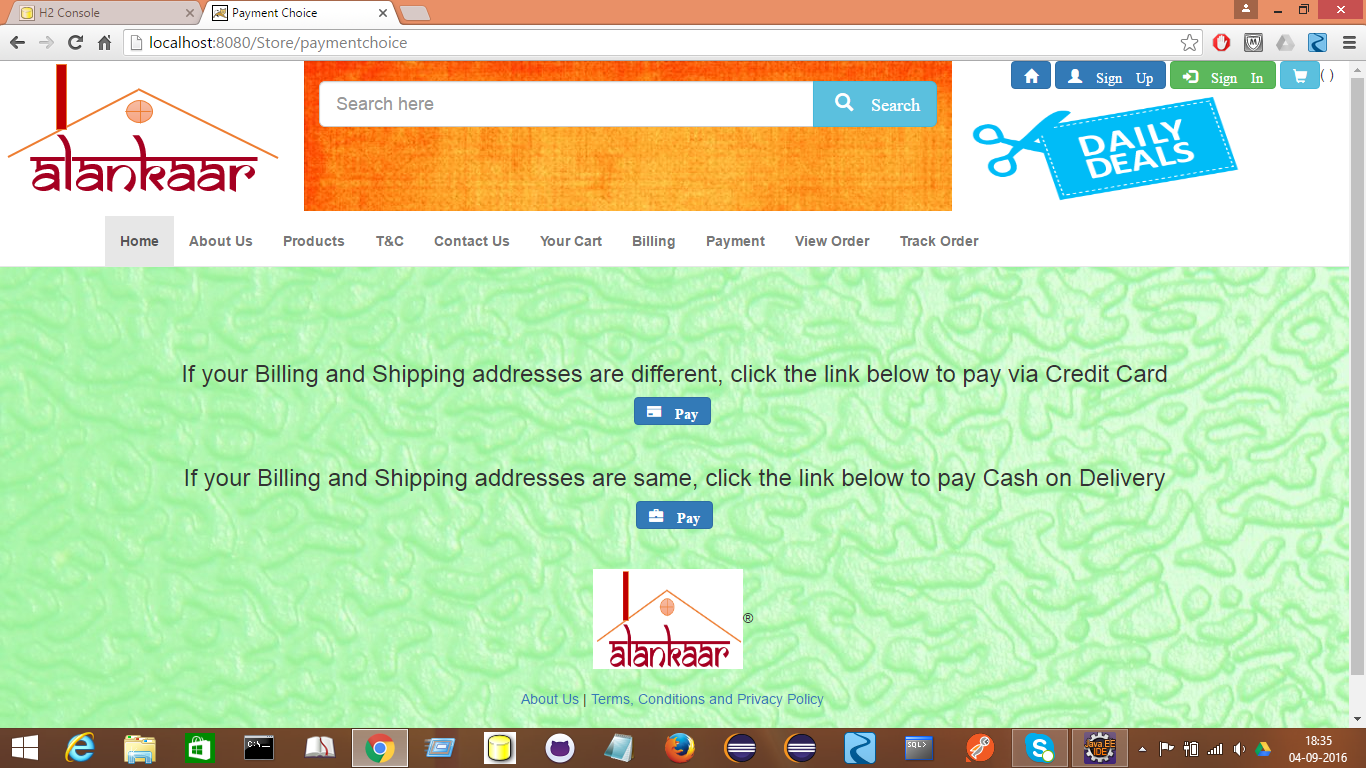 H2 Console
Payment Choice
localhost:8080/Store/paymentchoice
alankaar
Search here
Search
Sign Up
Sign In
( )
DAILY
DEALS
Home About Us Products T&C Contact Us Your Cart Billing Payment View Order Track Order
If your Billing and Shipping addresses are different, click the link below to pay via Credit Card
Pay
If your Billing and Shipping addresses are same, click the link below to pay Cash on Delivery
Pay
alankaar
®
About Us | Terms, Conditions and Privacy Policy
C:\._
SQL>
Java EE
IDE
18:35
04-09-2016